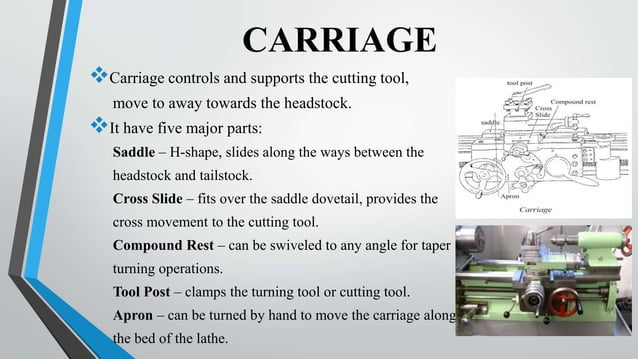 CARRIAGE
Carriage controls and supports the cutting tool,
move to away towards the headstock.
It have five major parts:
Saddle – H-shape, slides along the ways between the
headstock and tailstock.
Cross Slide – fits over the saddle dovetail, provides the
cross movement to the cutting tool.
Compound Rest – can be swiveled to any angle for taper
turning operations.
Tool Post – clamps the turning tool or cutting tool.
Apron – can be turned by hand to move the carriage along
the bed of the lathe.
tool post
Compound rest
Cross
Slide
saddle
Apron
Carriage